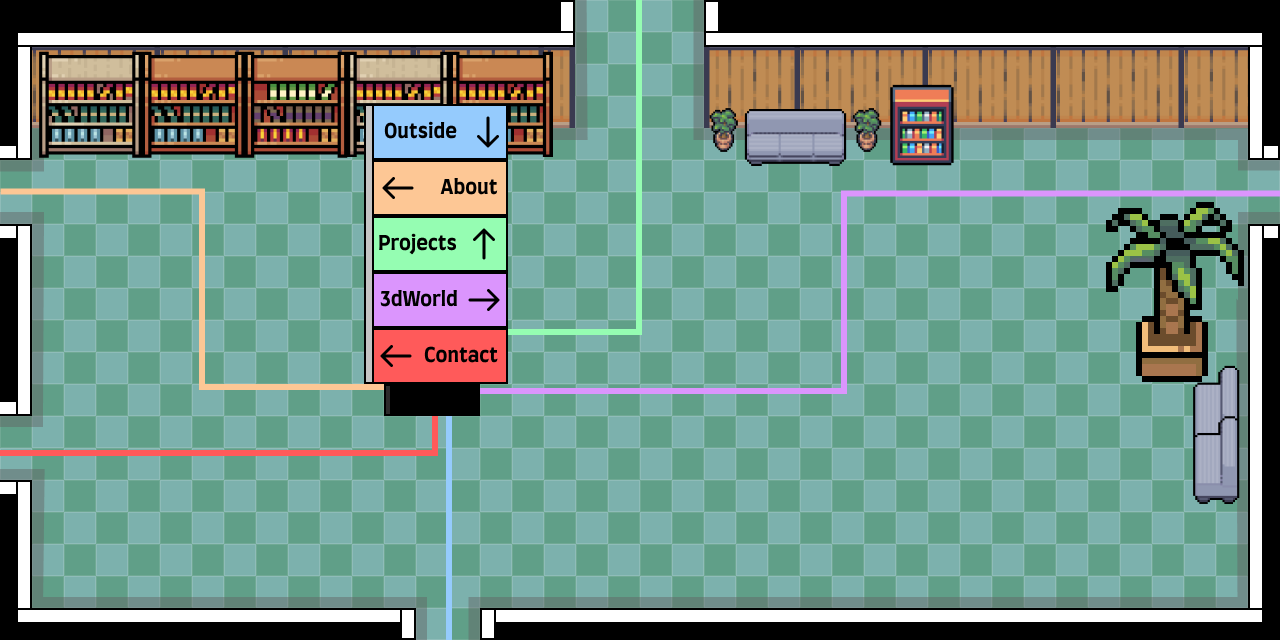 Outside ↓
← About
Projects ↑
3dWorld →
← Contact